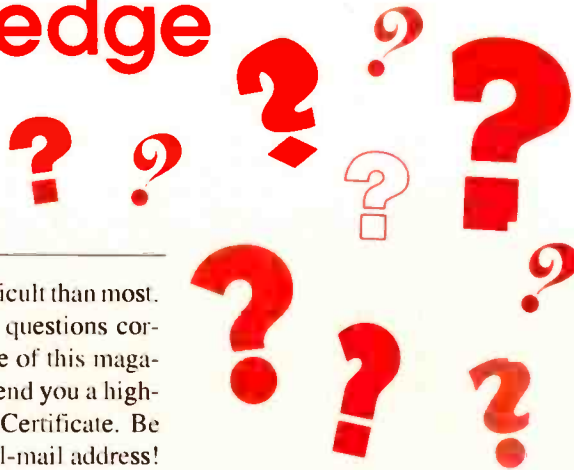 edge
icult than most.
questions cor-
e of this maga-
end you a high-
Certificate. Be
l-mail address!